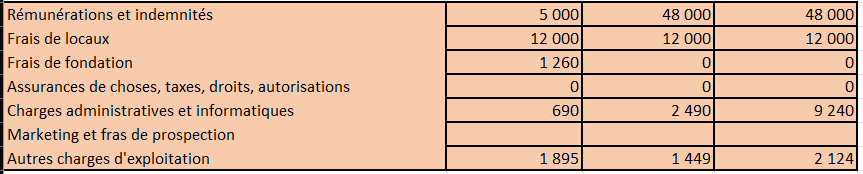 Rémunérations et indemnités 5 000 48 000 48 000
Frais de locaux 12 000 12 000 12 000
Frais de fondation 1 260 0 0
Assurances de choses, taxes, droits, autorisations 0 0 0
Charges administratives et informatiques 690 2 490 9 240
Marketing et fras de prospection
Autres charges d'exploitation 1 895 1 449 2 124